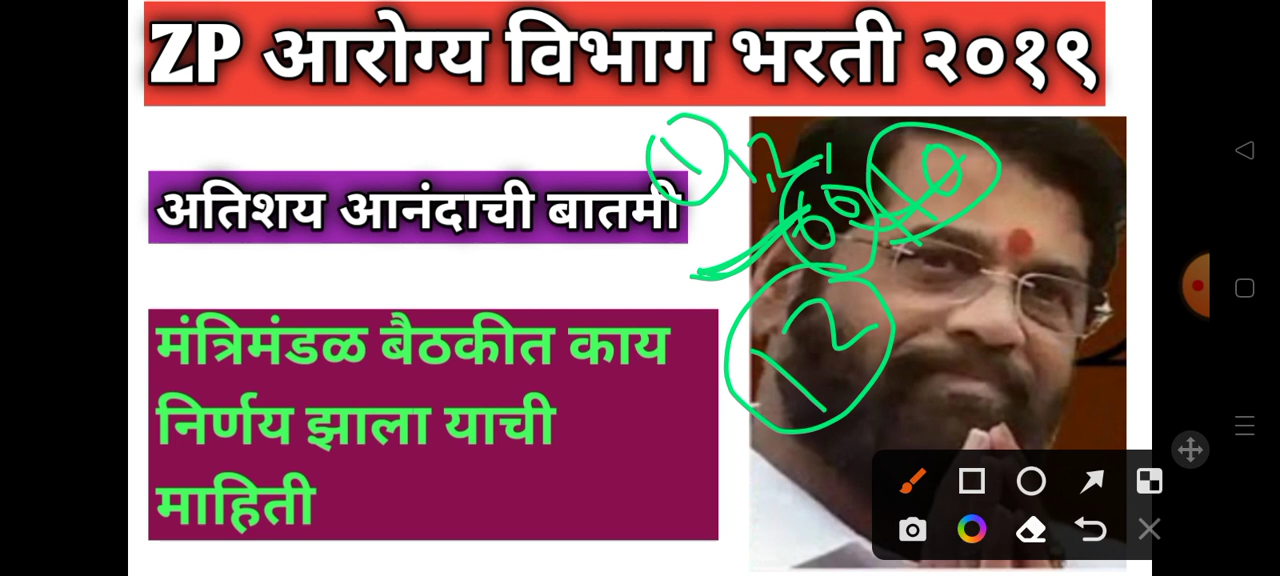 ZP आरोग्य विभाग भरती २०१९
अतिशय आनंदाची बातमी
मंत्रिमंडळ बैठकीत काय
निर्णय झाला याची
माहिती